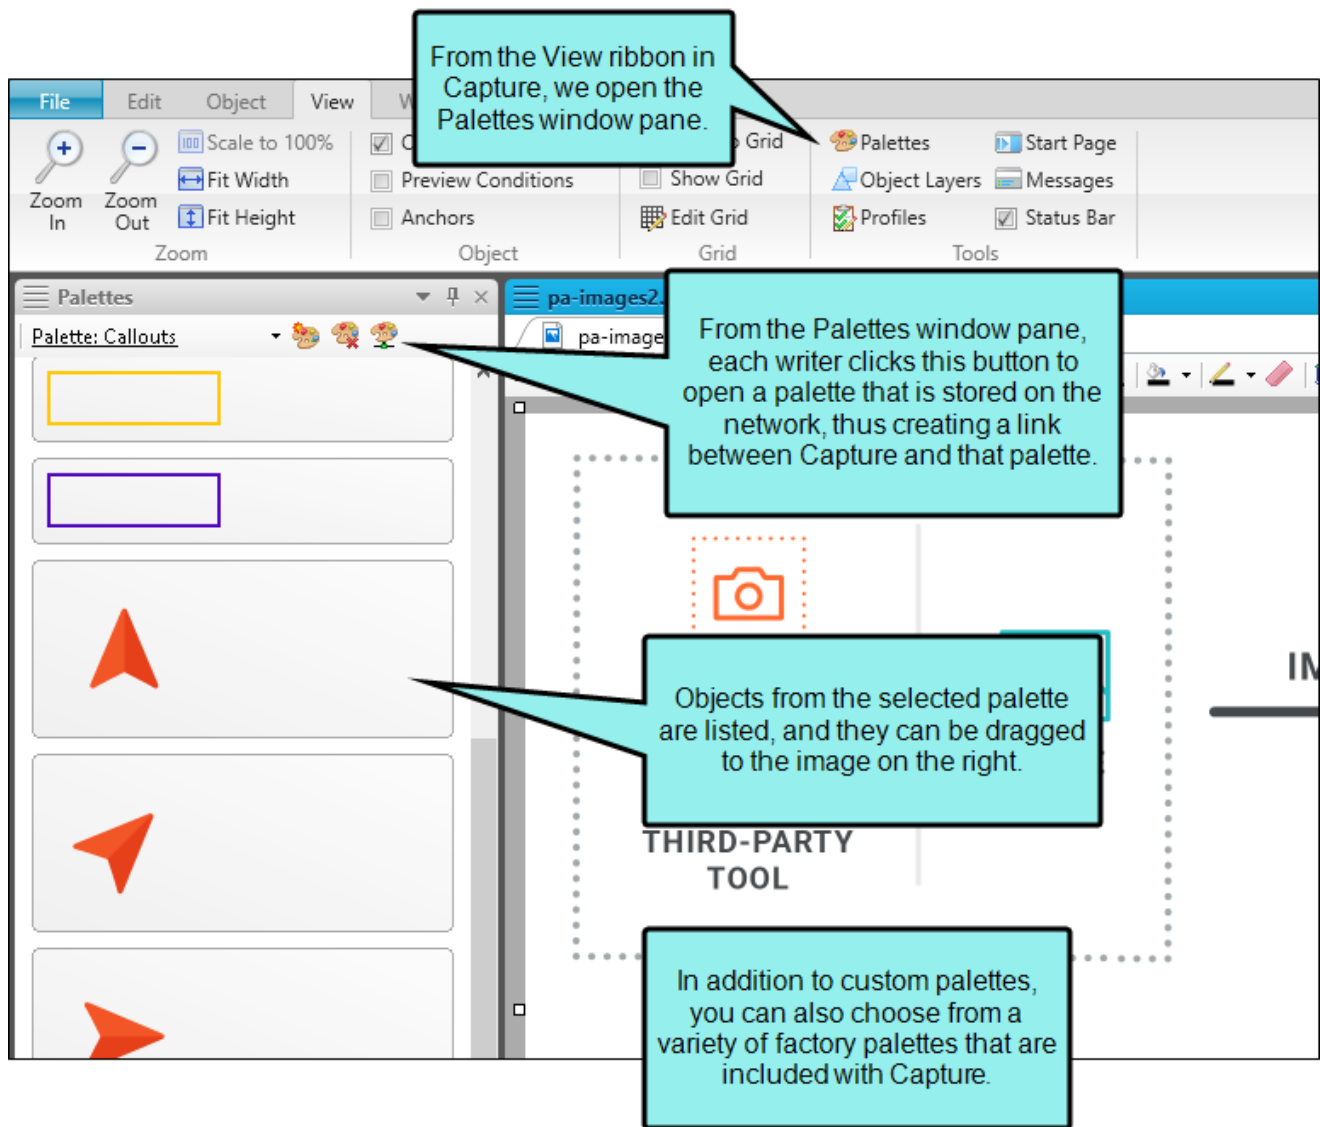 From the View ribbon in
Capture, we open the
Palettes window pane.
File Edit Object View
Scale to 100%
Fit Width
Fit Height
Zoom In
Zoom Out
Zoom
Preview Conditions
Anchors
Object
Grid
Show Grid
Edit Grid
Grid
Palettes
Object Layers
Profiles
Start Page
Messages
Status Bar
Tools
Palettes
Palette: Callouts
pa-images2.
pa-image
From the Palettes window pane,
each writer clicks this button to
open a palette that is stored on the
network, thus creating a link
between Capture and that palette.
Objects from the selected palette
are listed, and they can be dragged
to the image on the right.
THIRD-PARTY
TOOL
In addition to custom palettes,
you can also choose from a
variety of factory palettes that are
included with Capture.